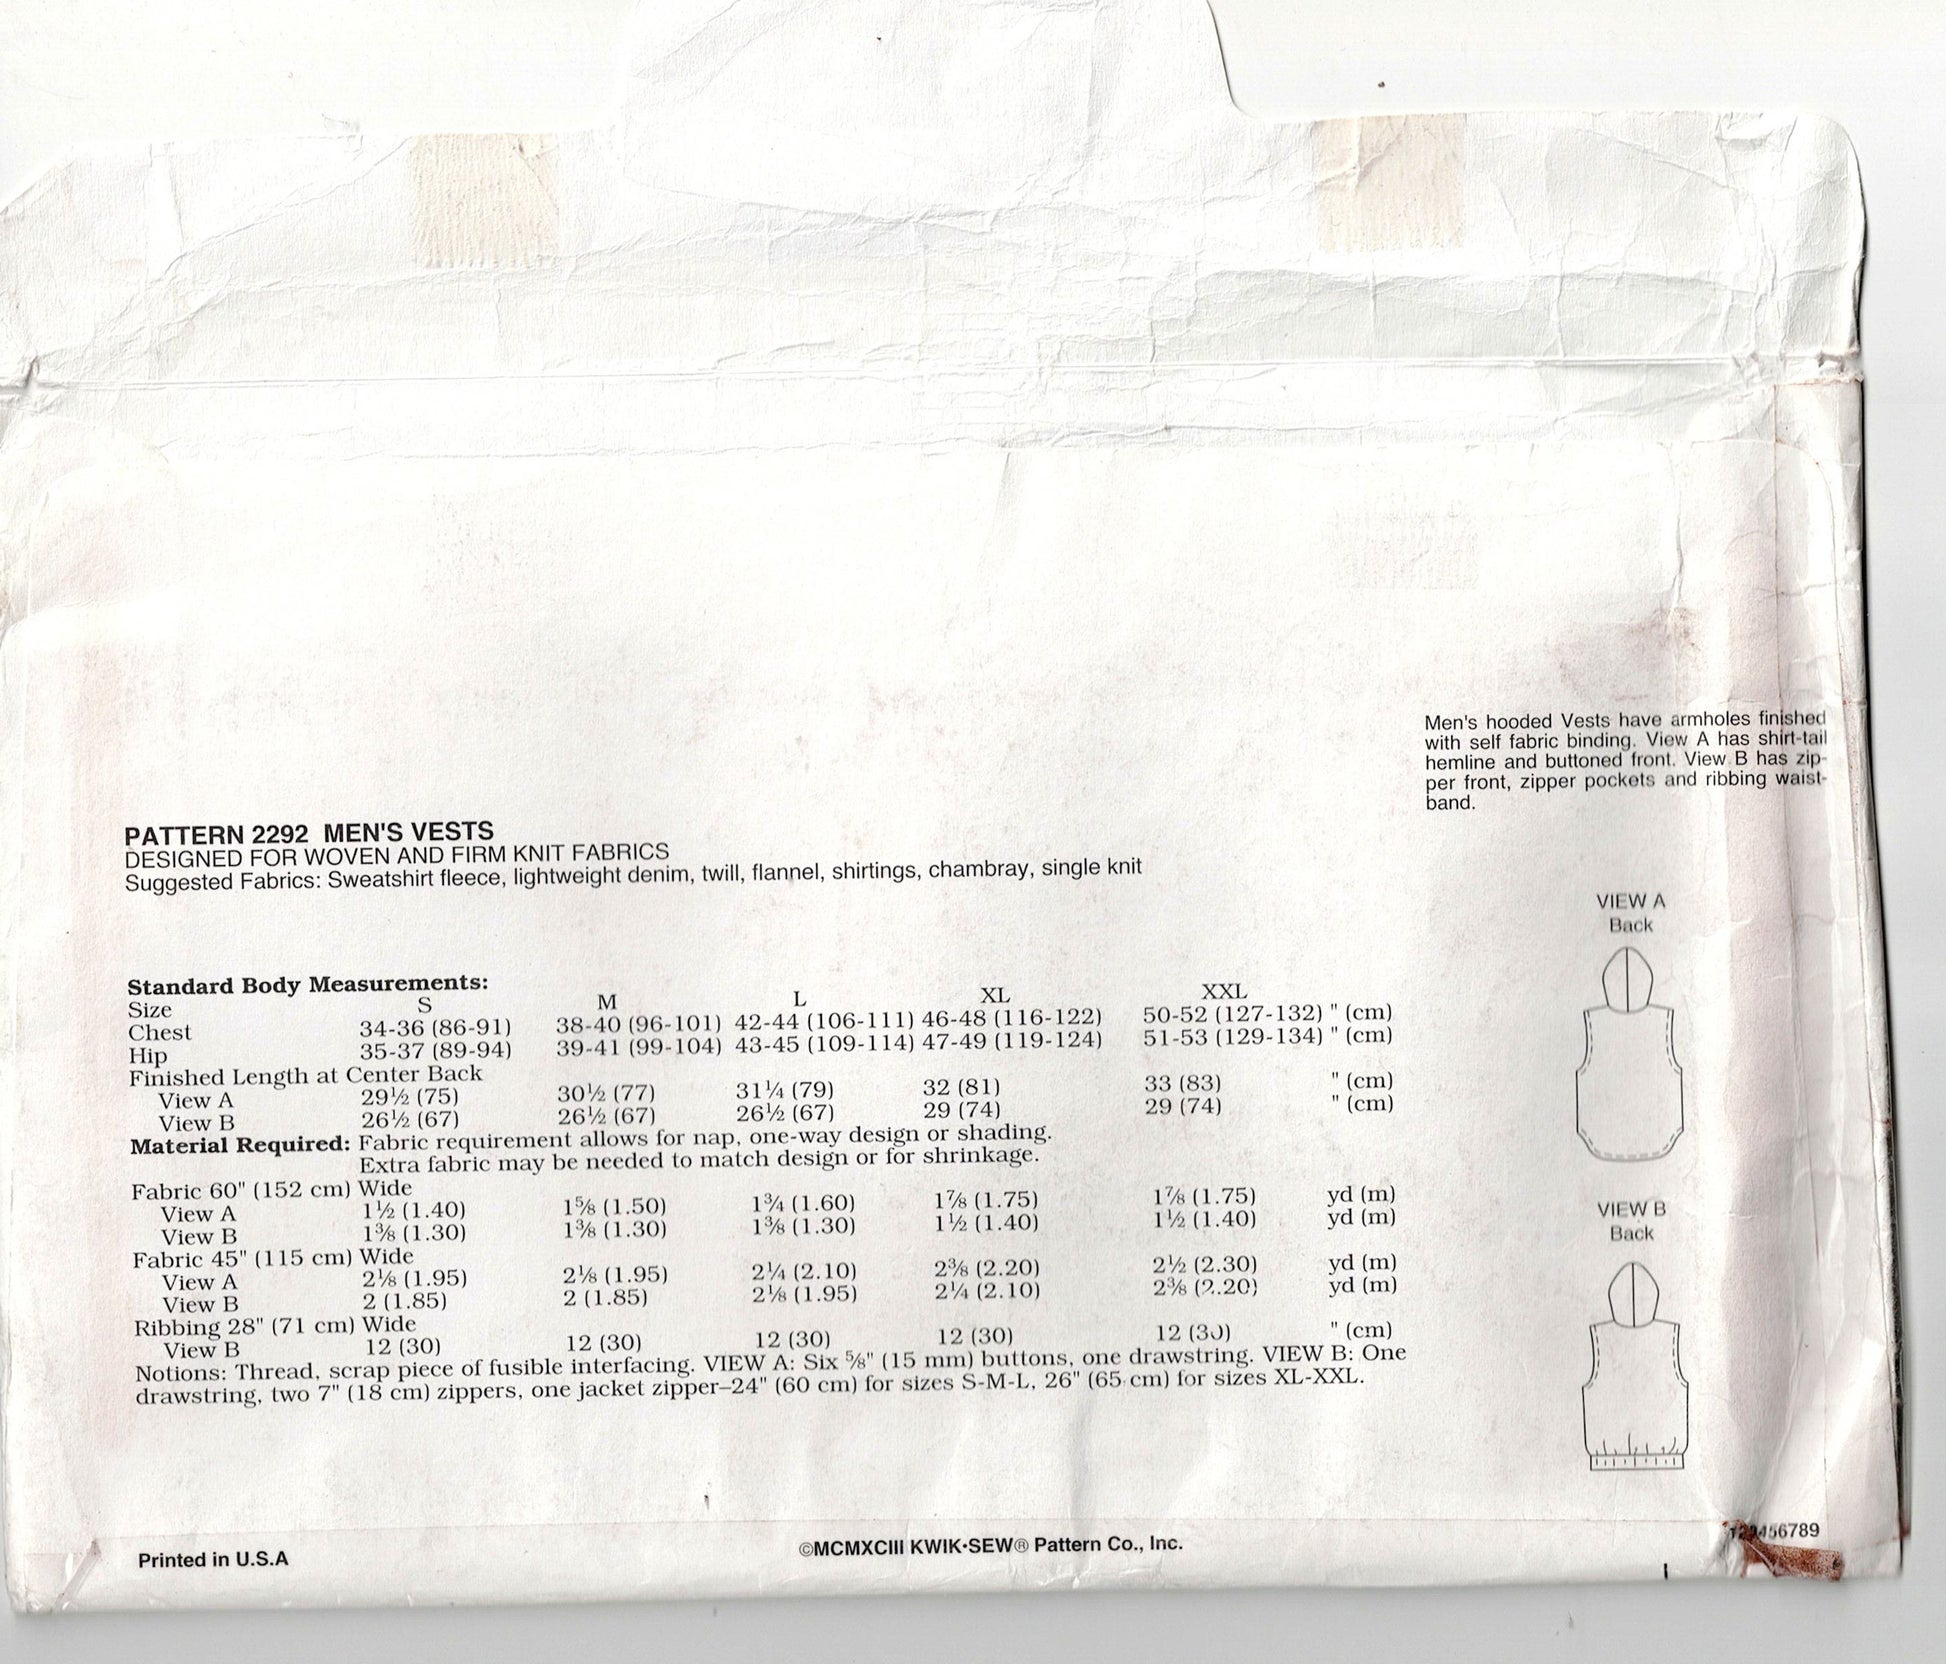 Men's hooded Vests have armholes finished
with self fabric binding. View A has shirt-tail
hemline and buttoned front. View B has zip-
per front, zipper pockets and ribbing waist-
band.
PATTERN 2292 MEN'S VESTS
DESIGNED FOR WOVEN AND FIRM KNIT FABRICS
Suggested Fabrics: Sweatshirt fleece, lightweight denim, twill, flannel, shirtings, chambray, single knit
VIEW A
Back
Standard Body Measurements:
Size S M L XL XXL
Chest 34-36 (86-91) 38-40 (96-101) 42-44 (106-111) 46-48 (116-122) 50-52 (127-132) " (cm)
Hip 35-37 (89-94) 39-41 (99-104) 43-45 (109-114) 47-49 (119-124) 51-53 (129-134) " (cm)
Finished Length at Center Back
View A 29½ (75) 30½ (77) 31¼ (79) 32 (81) 33 (83) " (cm)
View B 26½ (67) 26½ (67) 26½ (67) 29 (74) 29 (74) " (cm)
Material Required: Fabric requirement allows for nap, one-way design or shading.
Extra fabric may be needed to match design or for shrinkage.
Fabric 60" (152 cm) Wide
View A 1½ (1.40) 1⅝ (1.50) 1¾ (1.60) 1⅞ (1.75) 1⅞ (1.75) yd (m)
View B 1⅜ (1.30) 1⅜ (1.30) 1⅜ (1.30) 1½ (1.40) 1½ (1.40) yd (m)
Fabric 45" (115 cm) Wide
View A 2⅛ (1.95) 2⅛ (1.95) 2¼ (2.10) 2⅜ (2.20) 2½ (2.30) yd (m)
View B 2 (1.85) 2 (1.85) 2⅛ (1.95) 2¼ (2.10) 2⅜ (2.20) yd (m)
Ribbing 28" (71 cm) Wide
View B 12 (30) 12 (30) 12 (30) 12 (30) 12 (30) " (cm)
Notions: Thread, scrap piece of fusible interfacing. VIEW A: Six ⅝" (15 mm) buttons, one drawstring. VIEW B: One
drawstring, two 7" (18 cm) zippers, one jacket zipper–24" (60 cm) for sizes S-M-L, 26" (65 cm) for sizes XL-XXL.
VIEW B
Back
Printed in U.S.A
©MCMXCIII KWIK•SEW® Pattern Co., Inc.
123456789